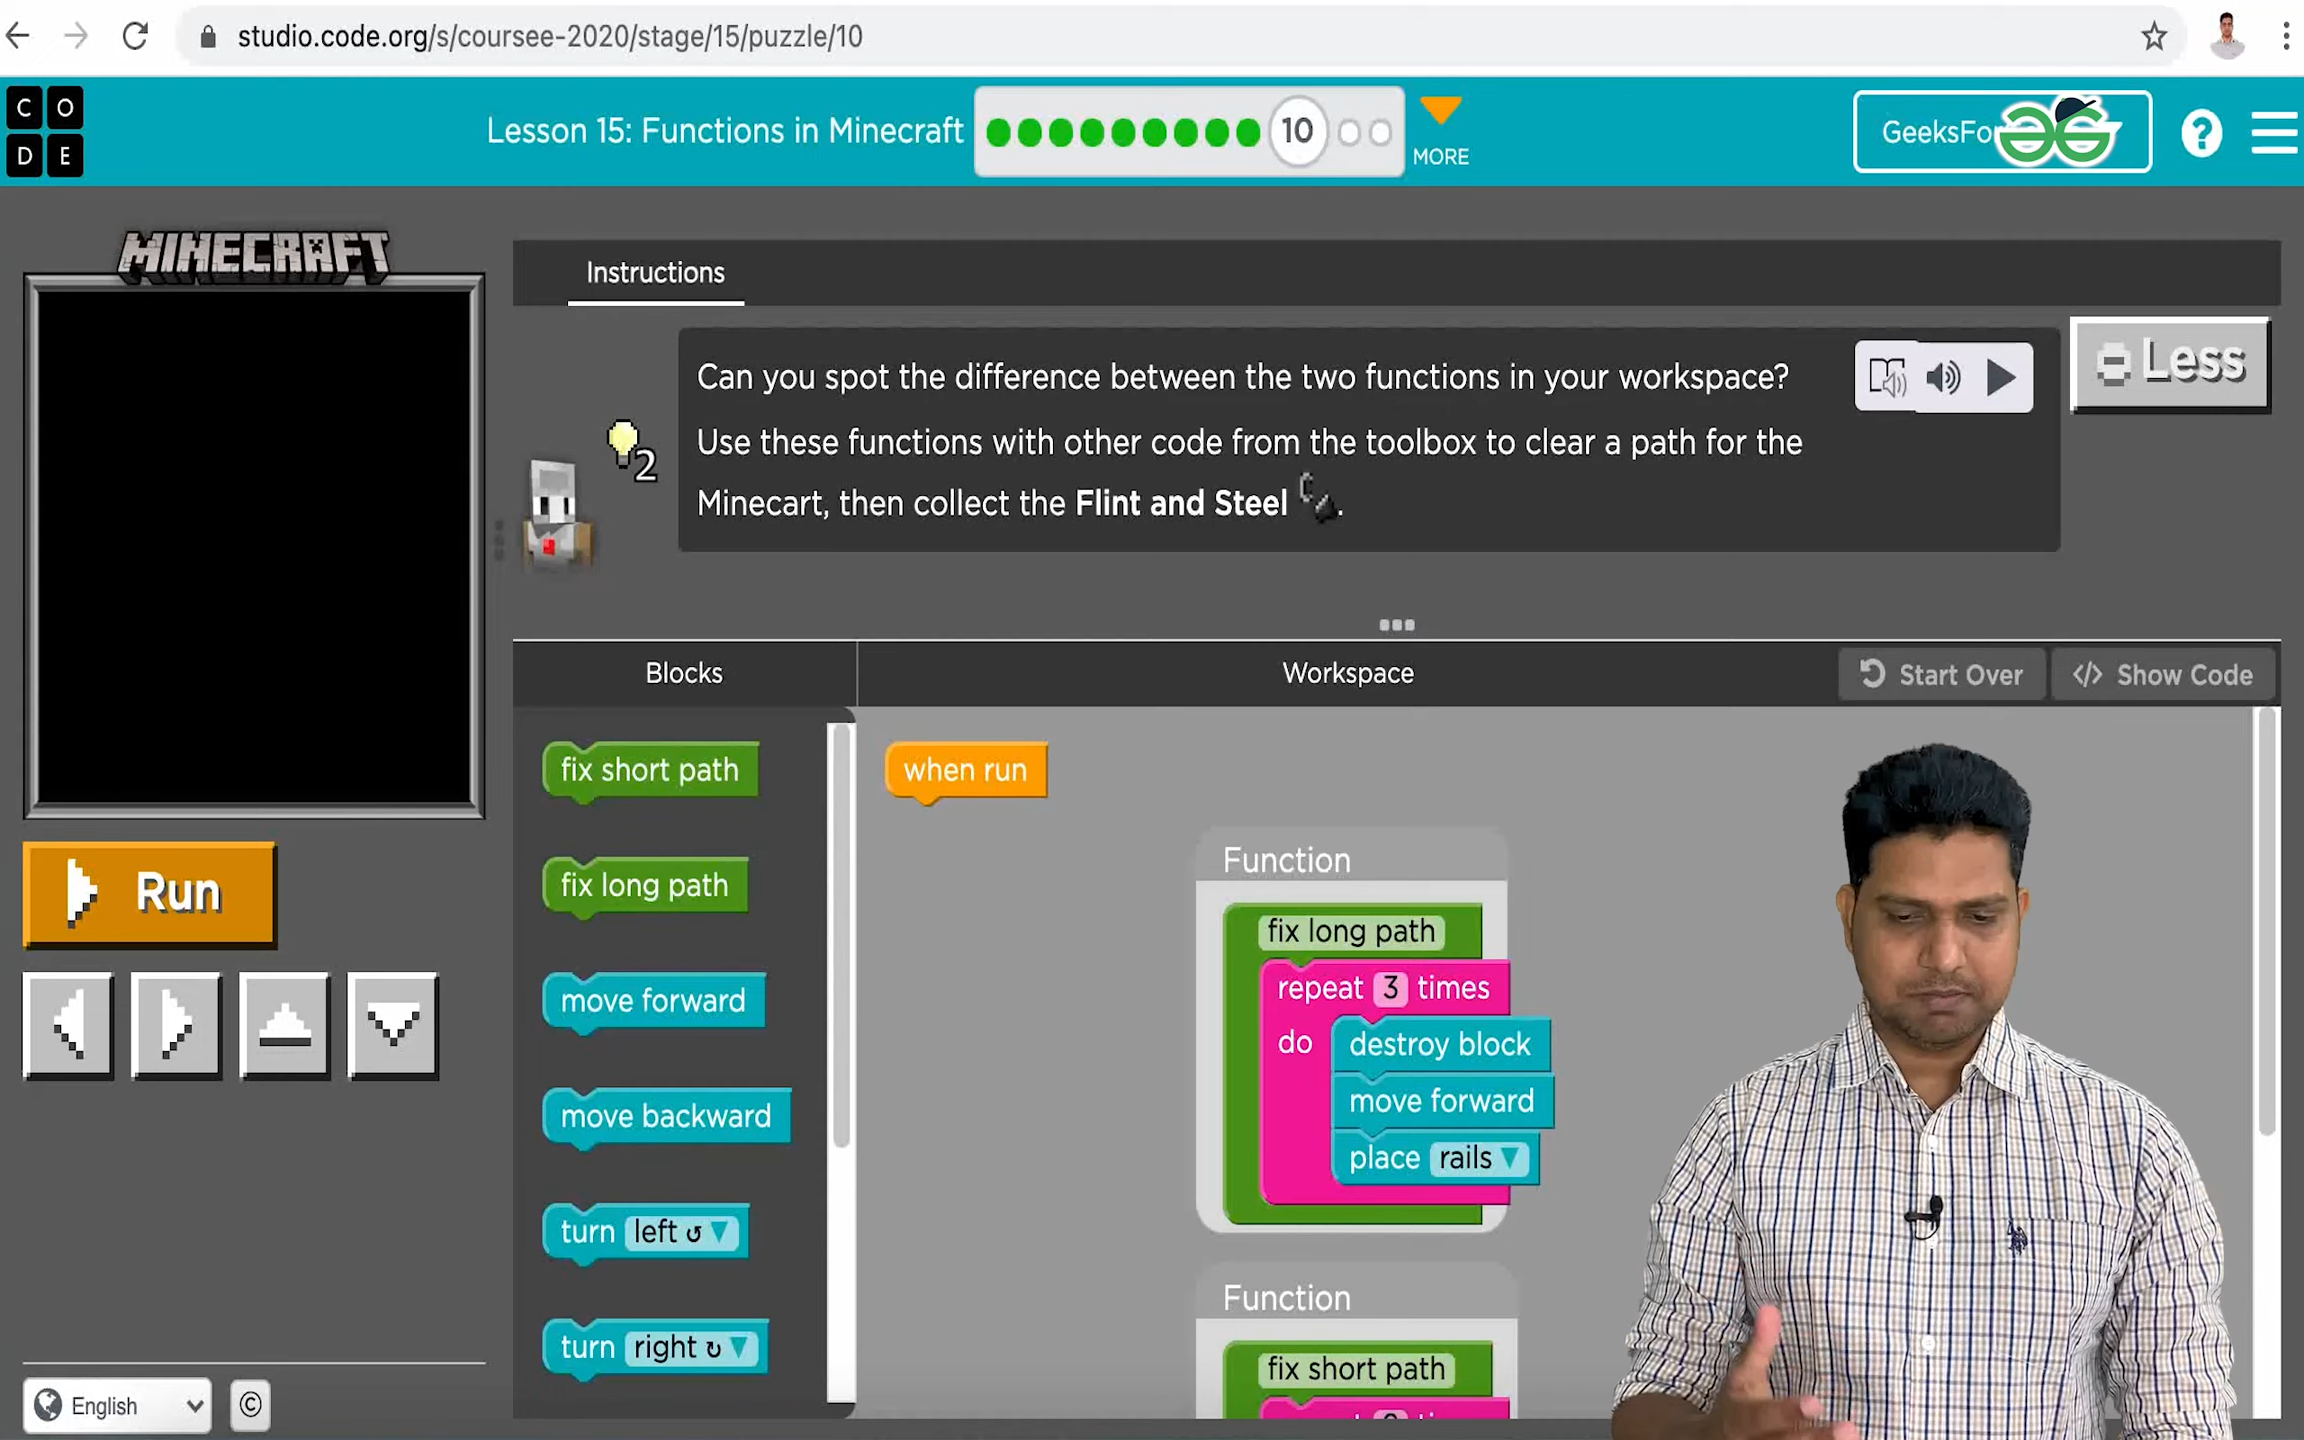 studio.code.org/s/coursee-2020/stage/15/puzzle/10
C O
D E
Lesson 15: Functions in Minecraft
10
MORE
GeeksFo
?
MINECRAFT
Instructions
Can you spot the difference between the two functions in your workspace?
Use these functions with other code from the toolbox to clear a path for the
Minecart, then collect the Flint and Steel .
2
Less
Blocks
Workspace
Start Over
</> Show Code
fix short path
fix long path
move forward
move backward
turn left ↺ ▼
turn right ↻ ▼
when run
Function
fix long path
repeat 3 times
do
destroy block
move forward
place rails ▼
Function
fix short path
Run
English
©